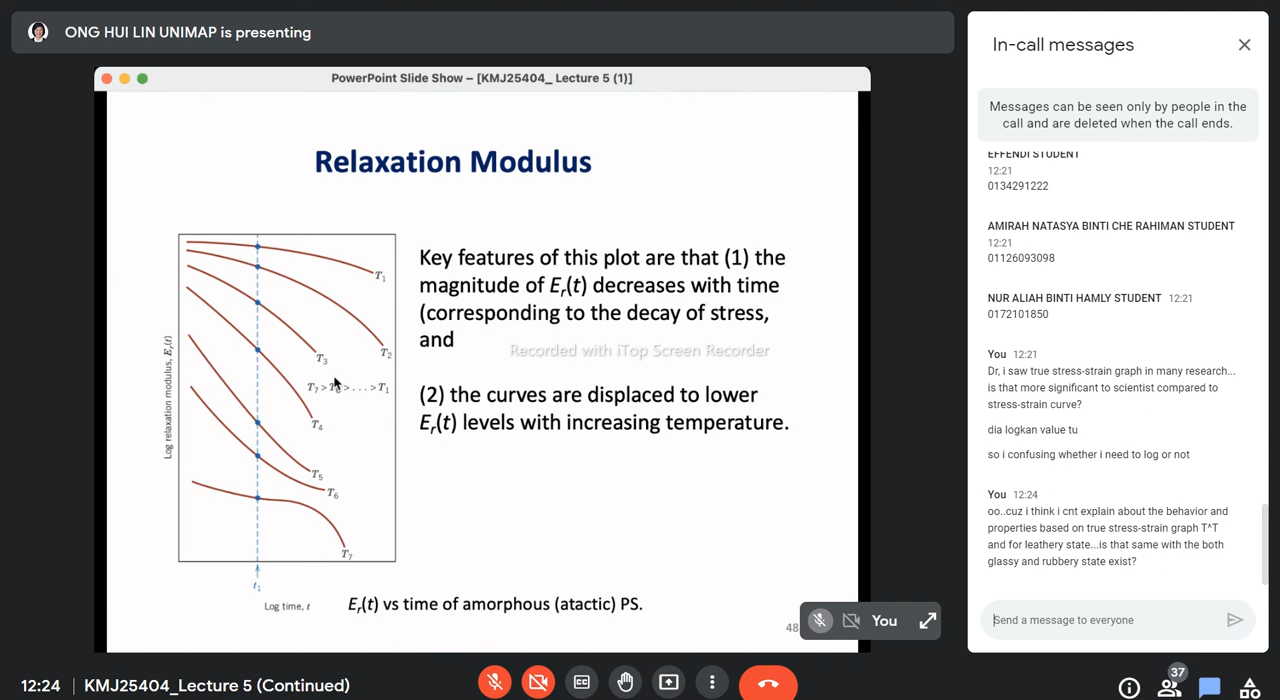 ONG HUI LIN UNIMAP is presenting
PowerPoint Slide Show – [KMJ25404_ Lecture 5 (1)]
Relaxation Modulus
Log relaxation modulus, Er(t)
T1
T2
T3
T7 > T6 > . . . > T1
T4
T5
T6
T7
t1
Log time, t
Key features of this plot are that (1) the
magnitude of Er(t) decreases with time
(corresponding to the decay of stress,
and
Recorded with iTop Screen Recorder
(2) the curves are displaced to lower
Er(t) levels with increasing temperature.
Er(t) vs time of amorphous (atactic) PS.
48
You
In-call messages
Messages can be seen only by people in the
call and are deleted when the call ends.
EFFENDI STUDENT
12:21
0134291222
AMIRAH NATASYA BINTI CHE RAHIMAN STUDENT
12:21
01126093098
NUR ALIAH BINTI HAMLY STUDENT 12:21
0172101850
You 12:21
Dr, i saw true stress-strain graph in many research...
is that more significant to scientist compared to
stress-strain curve?
dia logkan value tu
so i confusing whether i need to log or not
You 12:24
oo..cuz i think i cnt explain about the behavior and
properties based on true stress-strain graph T^T
and for leathery state...is that same with the both
glassy and rubbery state exist?
Send a message to everyone
12:24 | KMJ25404_Lecture 5 (Continued)
37